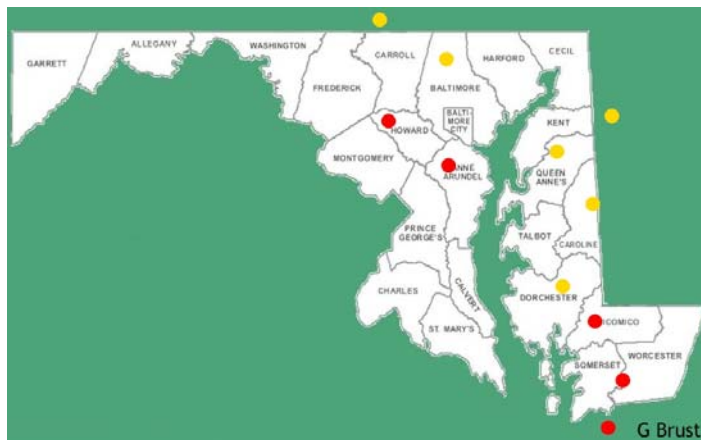 ALLEGANY
WASHINGTON
CARROLL
HARFORD
CECIL
GARRETT
FREDERICK
BALTIMORE
BALTI-
MORE
CITY
KENT
HOWARD
MONTGOMERY
ANNE
ARUNDEL
QUEEN
ANNE'S
PRINCE
GEORGE'S
TALBOT
CAROLINE
CHARLES
CALVERT
DORCHESTER
ST. MARY'S
ICOMICO
SOMERSET
WORCESTER
G Brust